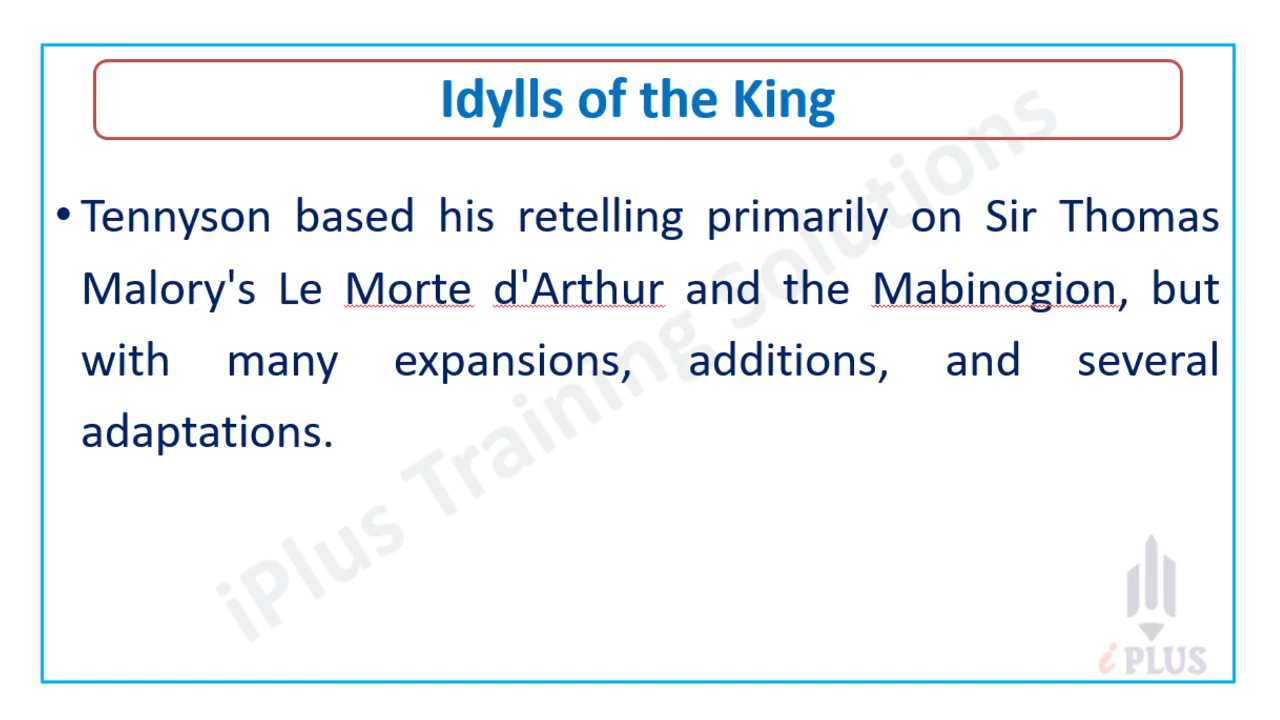 Idylls of the King
• Tennyson based his retelling primarily on Sir Thomas
Malory's Le Morte d'Arthur and the Mabinogion, but
with many expansions, additions, and several
adaptations.
iPlus Training Solutions
i PLUS